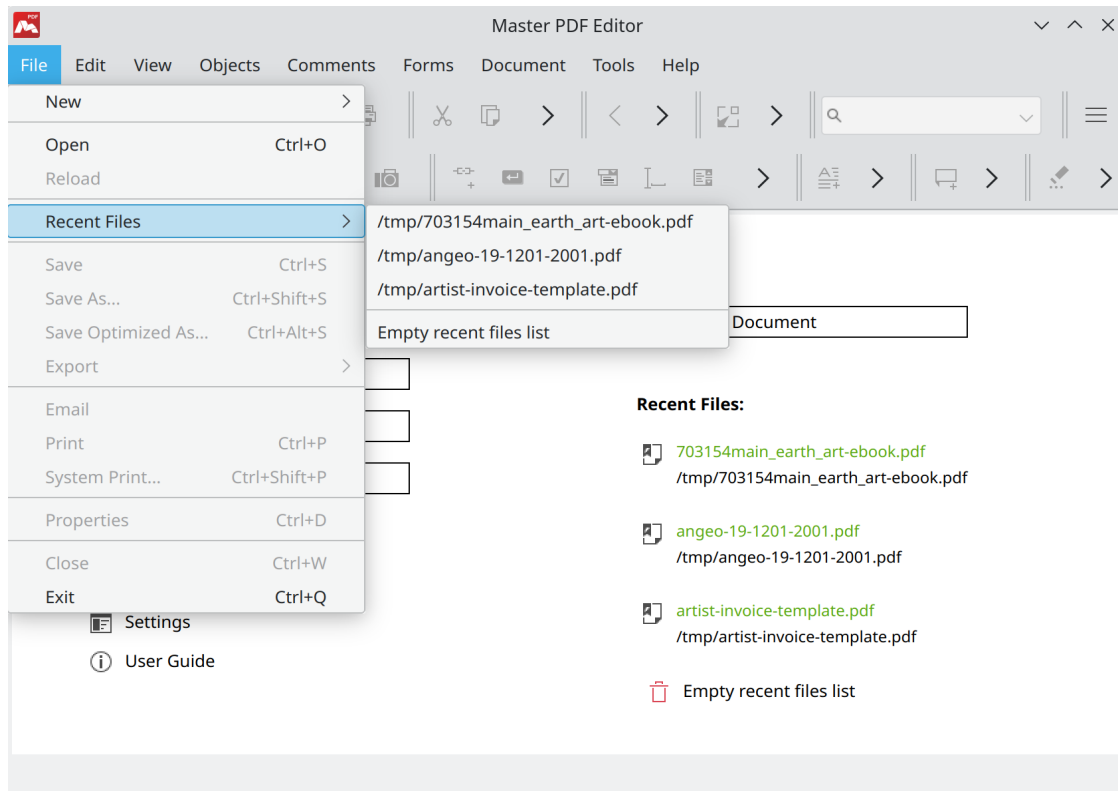 PDF
Master PDF Editor
File Edit View Objects Comments Forms Document Tools Help
New
Open Ctrl+O
Reload
Recent Files
Save Ctrl+S
Save As... Ctrl+Shift+S
Save Optimized As... Ctrl+Alt+S
Export
Email
Print Ctrl+P
System Print... Ctrl+Shift+P
Properties Ctrl+D
Close Ctrl+W
Exit Ctrl+Q
/tmp/703154main_earth_art-ebook.pdf
/tmp/angeo-19-1201-2001.pdf
/tmp/artist-invoice-template.pdf
Empty recent files list
Document
Settings
User Guide
Recent Files:
703154main_earth_art-ebook.pdf
/tmp/703154main_earth_art-ebook.pdf
angeo-19-1201-2001.pdf
/tmp/angeo-19-1201-2001.pdf
artist-invoice-template.pdf
/tmp/artist-invoice-template.pdf
Empty recent files list